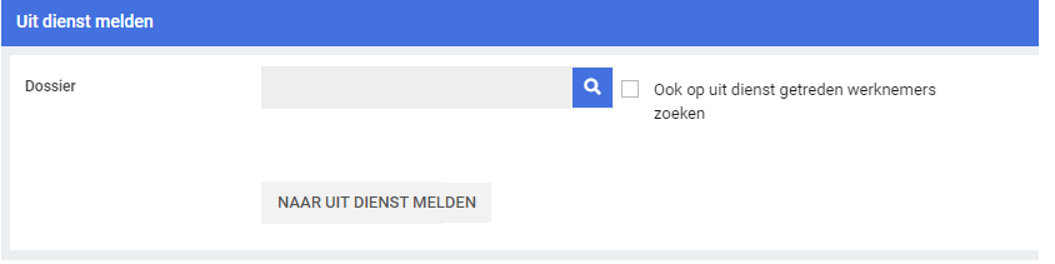 Uit dienst melden
Dossier
Ook op uit dienst getreden werknemers
zoeken
NAAR UIT DIENST MELDEN